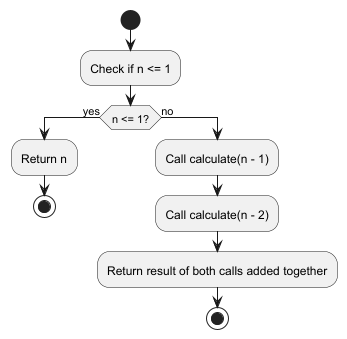 Check if n <= 1
yes
n <= 1?
no
Return n
Call calculate(n - 1)
Call calculate(n - 2)
Return result of both calls added together